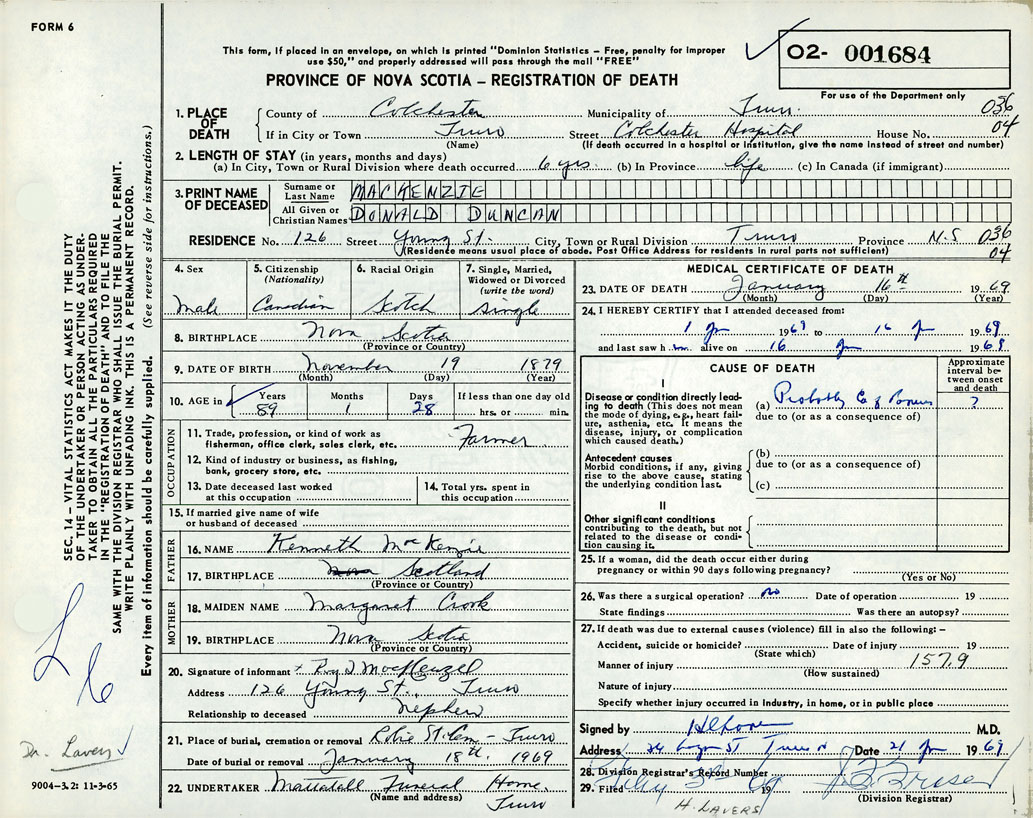 FORM 6
This form, if placed in an envelope, on which is printed "Dominion Statistics - Free, penalty for improper
use $50," and properly addressed will pass through the mail "FREE"
02- 001684
For use of the Department only
PROVINCE OF NOVA SCOTIA - REGISTRATION OF DEATH
1. PLACE OF DEATH
County of Colchester Municipality of Truro 036
If in City or Town Truro Street Colchester Hospital House No. 04
(Name) (If death occurred in a hospital or institution, give the name instead of street and number)
2. LENGTH OF STAY (in years, months and days)
(a) In City, Town or Rural Division where death occurred 6 yrs. (b) In Province life (c) In Canada (if immigrant)
3. PRINT NAME OF DECEASED
Surname or Last Name MACKENZIE
All Given or Christian Names DONALD DUNCAN
RESIDENCE No. 126 Street Young St. City, Town or Rural Division Truro Province N.S 036
(Residence means usual place of abode. Post Office Address for residents in rural parts not sufficient) 04
4. Sex
male
5. Citizenship
(Nationality)
Canadian
6. Racial Origin
Scotch
7. Single, Married,
Widowed or Divorced
(write the word)
single
8. BIRTHPLACE Nova Scotia
(Province or Country)
9. DATE OF BIRTH November 19 1879
(Month) (Day) (Year)
10. AGE in
Years Months Days If less than one day old
89 1 28 hrs. or min.
OCCUPATION
11. Trade, profession, or kind of work as
fisherman, office clerk, sales clerk, etc. Farmer
12. Kind of industry or business, as fishing,
bank, grocery store, etc.
13. Date deceased last worked
at this occupation
14. Total yrs. spent in
this occupation
15. If married give name of wife
or husband of deceased
FATHER
16. NAME Kenneth MacKenzie
17. BIRTHPLACE Nova Scotland
(Province or Country)
MOTHER
18. MAIDEN NAME Margaret Crook
19. BIRTHPLACE Nova Scotia
(Province or Country)
20. Signature of informant x Roy D MacKenzie
Address 126 Young St., Truro
Relationship to deceased Nephew
21. Place of burial, cremation or removal Robie St. Cem - Truro
Date of burial or removal January 18th. 1969
22. UNDERTAKER Mattatall Funeral Home
(Name and address) Truro
MEDICAL CERTIFICATE OF DEATH
23. DATE OF DEATH January 16th 1969
(Month) (Day) (Year)
24. I HEREBY CERTIFY that I attended deceased from:
1 Jan 1969 to 16 Jan 1969
and last saw him alive on 16 Jan 1969
CAUSE OF DEATH
Approximate
interval be-
tween onset
and death
I
Disease or condition directly lead-
ing to death (This does not
mean the mode of dying, e.g., heart fail-
ure, asthenia, etc. It means the
disease, injury, or complication
which caused death.)
(a) Probably Ca of ?
due to (or as a consequence of)
Antecedent causes
Morbid conditions, if any, giving
rise to the above cause, stating
the underlying condition last.
(b)
due to (or as a consequence of)
(c)
II
Other significant conditions
contributing to the death, but not
related to the disease or condi-
tion causing it.
25. If a woman, did the death occur either during
pregnancy or within 90 days following pregnancy?
(Yes or No)
26. Was there a surgical operation? no Date of operation 19
State findings Was there an autopsy?
27. If death was due to external causes (violence) fill in also the following: -
Accident, suicide or homicide? Date of injury 19
(State which)
Manner of injury 157.9
(How sustained)
Nature of injury
Specify whether injury occurred in industry, in home, or in public place
Signed by M.D.
Address St Truro Date 21 Jan 1969
28. Division Registrar's Record Number
29. Filed 19 69
(Division Registrar)
H. LAVERS
SEC. 14 - VITAL STATISTICS ACT MAKES IT THE DUTY
OF THE UNDERTAKER OR PERSON ACTING AS UNDER-
TAKER TO OBTAIN ALL THE PARTICULARS REQUIRED
IN THE "REGISTRATION OF DEATH" AND TO FILE THE
SAME WITH THE DIVISION REGISTRAR WHO SHALL ISSUE THE BURIAL PERMIT.
WRITE PLAINLY WITH UNFADING INK. THIS IS A PERMANENT RECORD.
Every item of information should be carefully supplied. (See reverse side for instructions.)
Dr. Lavers
9004-3.2: 11-3-65